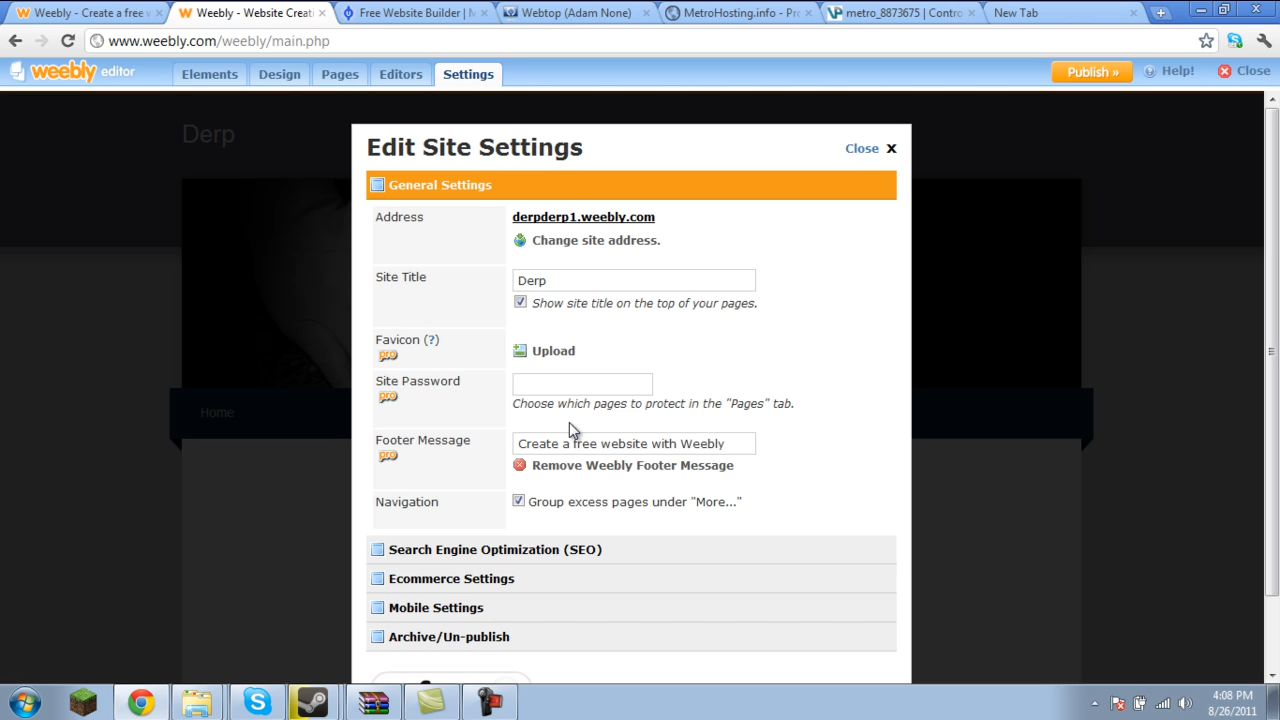 Weebly - Create a free w
Weebly - Website Creati
Free Website Builder | M
Webtop (Adam None)
MetroHosting.info - Pro
metro_8873675 | Contro
New Tab
www.weebly.com/weebly/main.php
weebly editor
Elements
Design
Pages
Editors
Settings
Publish »
Help!
Close
Derp
Edit Site Settings
Close X
General Settings
Address
derpderp1.weebly.com
Change site address.
Site Title
Derp
Show site title on the top of your pages.
Favicon (?)
pro
Upload
Site Password
pro
Choose which pages to protect in the "Pages" tab.
Home
Footer Message
pro
Create a free website with Weebly
Remove Weebly Footer Message
Navigation
Group excess pages under "More..."
Search Engine Optimization (SEO)
Ecommerce Settings
Mobile Settings
Archive/Un-publish
4:08 PM
8/26/2011